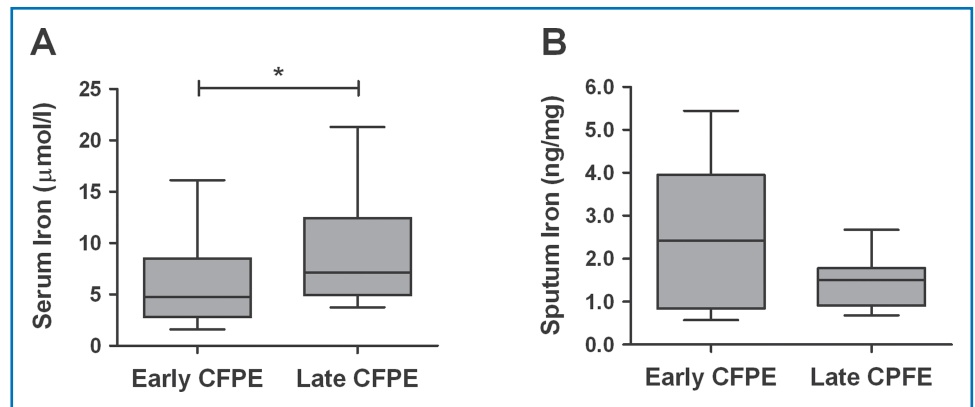 A
Serum Iron (μmol/l)
25
20
15
10
5
0
*
Early CFPE
Late CFPE
B
Sputum Iron (ng/mg)
6.0
5.0
4.0
3.0
2.0
1.0
0.0
Early CFPE
Late CPFE